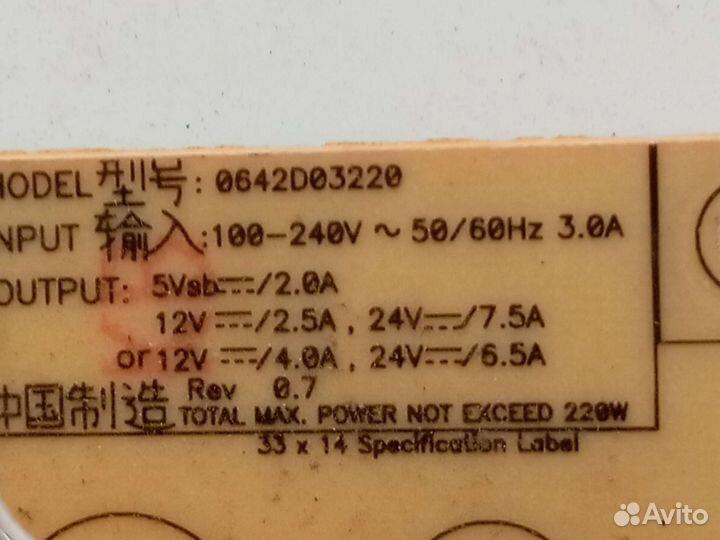 MODEL 型号: 0642D03220
INPUT 输入: 100-240V ~ 50/60Hz 3.0A
OUTPUT: 5Vsb⎓/2.0A
12V ⎓/2.5A , 24V⎓/7.5A
or 12V ⎓/4.0A , 24V⎓/6.5A
中国制造 Rev 0.7
TOTAL MAX. POWER NOT EXCEED 220W
33 x 14 Specification Label
Avito